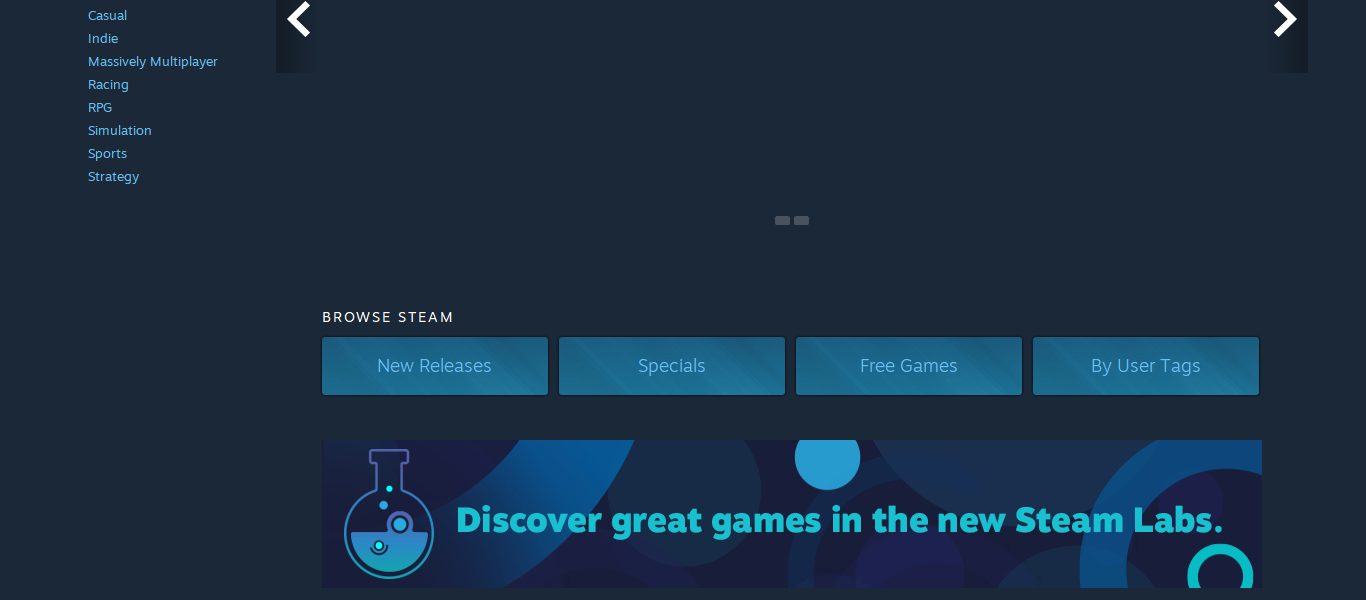 Casual
Indie
Massively Multiplayer
Racing
RPG
Simulation
Sports
Strategy
BROWSE STEAM
New Releases
Specials
Free Games
By User Tags
Discover great games in the new Steam Labs.